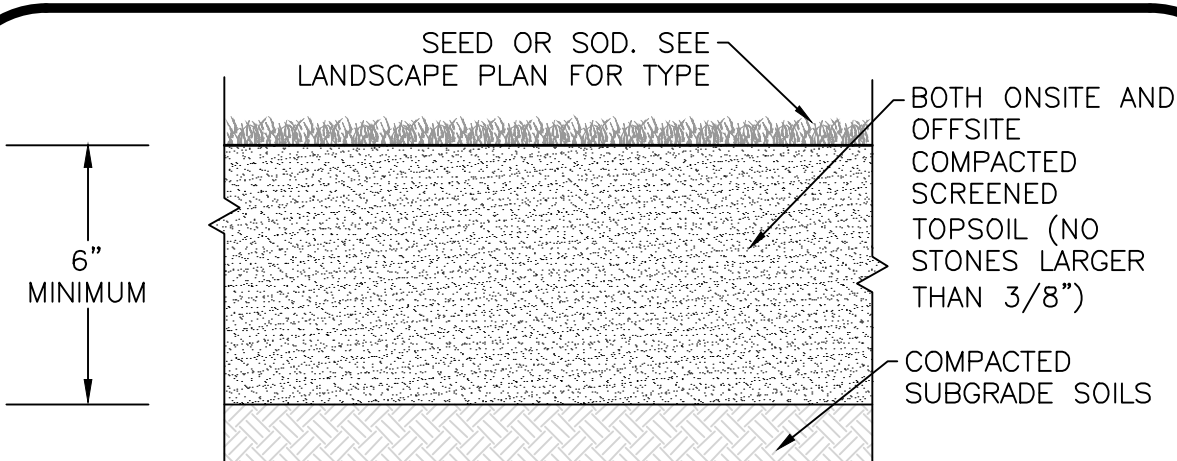 SEED OR SOD. SEE
LANDSCAPE PLAN FOR TYPE
BOTH ONSITE AND
OFFSITE
COMPACTED
SCREENED
TOPSOIL (NO
STONES LARGER
THAN 3/8")
6"
MINIMUM
COMPACTED
SUBGRADE SOILS